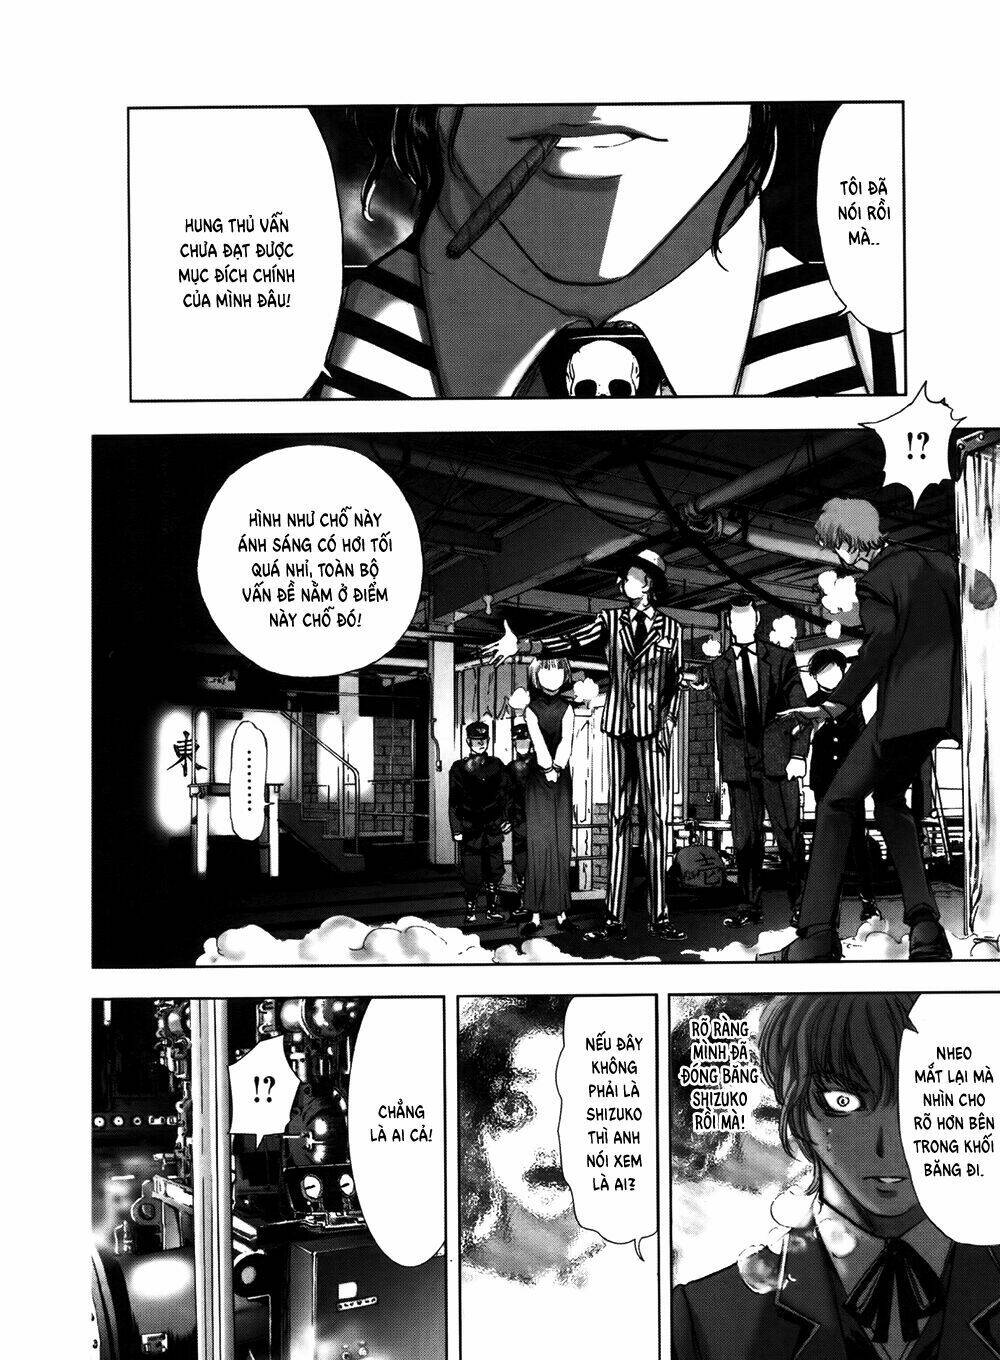 TÔI ĐÃ
NÓI RỒI
MÀ..
HUNG THỦ VẪN
CHƯA ĐẠT ĐƯỢC
MỤC ĐÍCH CHÍNH
CỦA MÌNH ĐÂU!
!?
HÌNH NHƯ CHỖ NÀY
ÁNH SÁNG CÓ HƠI TỐI
QUÁ NHỈ, TOÀN BỘ
VẤN ĐỀ NẰM Ở ĐIỂM
NÀY CHỖ ĐÓ!
東
.........
NHEO
MẮT LẠI MÀ
NHÌN CHO
RÕ HƠN BÊN
TRONG KHỐI
BĂNG ĐI.
RÕ RÀNG
MÌNH ĐÃ
ĐÓNG BĂNG
SHIZUKO
RỒI MÀ!
NẾU ĐÂY
KHÔNG
PHẢI LÀ
SHIZUKO
THÌ ANH
NÓI XEM
LÀ AI?
CHẲNG
LÀ AI CẢ!
!?